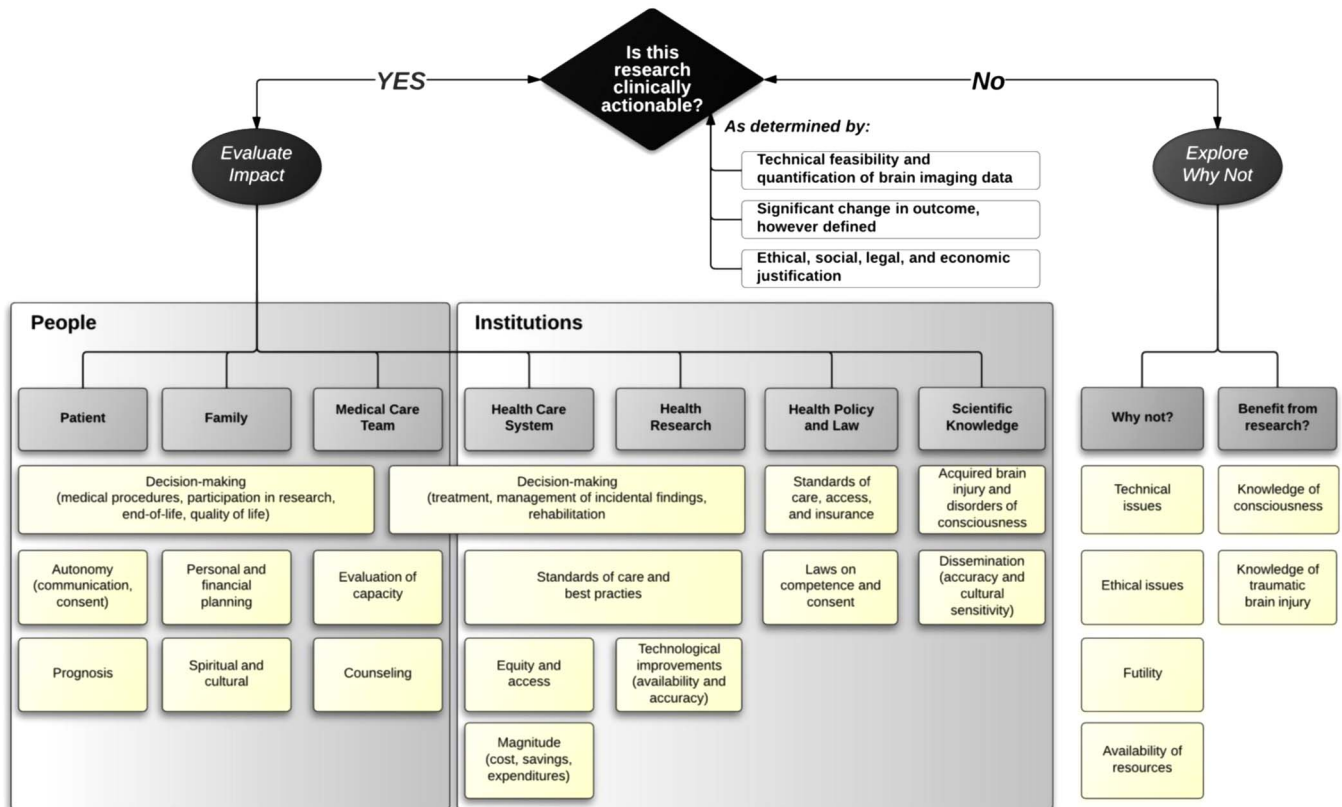 Is this
research
clinically
actionable?
YES
No
As determined by:
Evaluate
Impact
Explore
Why Not
Technical feasibility and
quantification of brain imaging data
Significant change in outcome,
however defined
Ethical, social, legal, and economic
justification
People
Institutions
Patient
Family
Medical Care
Team
Health Care
System
Health
Research
Health Policy
and Law
Scientific
Knowledge
Why not?
Benefit from
research?
Decision-making
(medical procedures, participation in research,
end-of-life, quality of life)
Decision-making
(treatment, management of incidental findings,
rehabilitation
Standards of
care, access,
and insurance
Acquired brain
injury and
disorders of
consciousness
Technical
issues
Knowledge of
consciousness
Autonomy
(communication,
consent)
Personal and
financial
planning
Evaluation of
capacity
Standards of care and
best practies
Laws on
competence and
consent
Dissemination
(accuracy and
cultural
sensitivity)
Ethical issues
Knowledge of
traumatic
brain injury
Prognosis
Spiritual and
cultural
Counseling
Equity and
access
Technological
improvements
(availability and
accuracy)
Futility
Magnitude
(cost, savings,
expenditures)
Availability of
resources